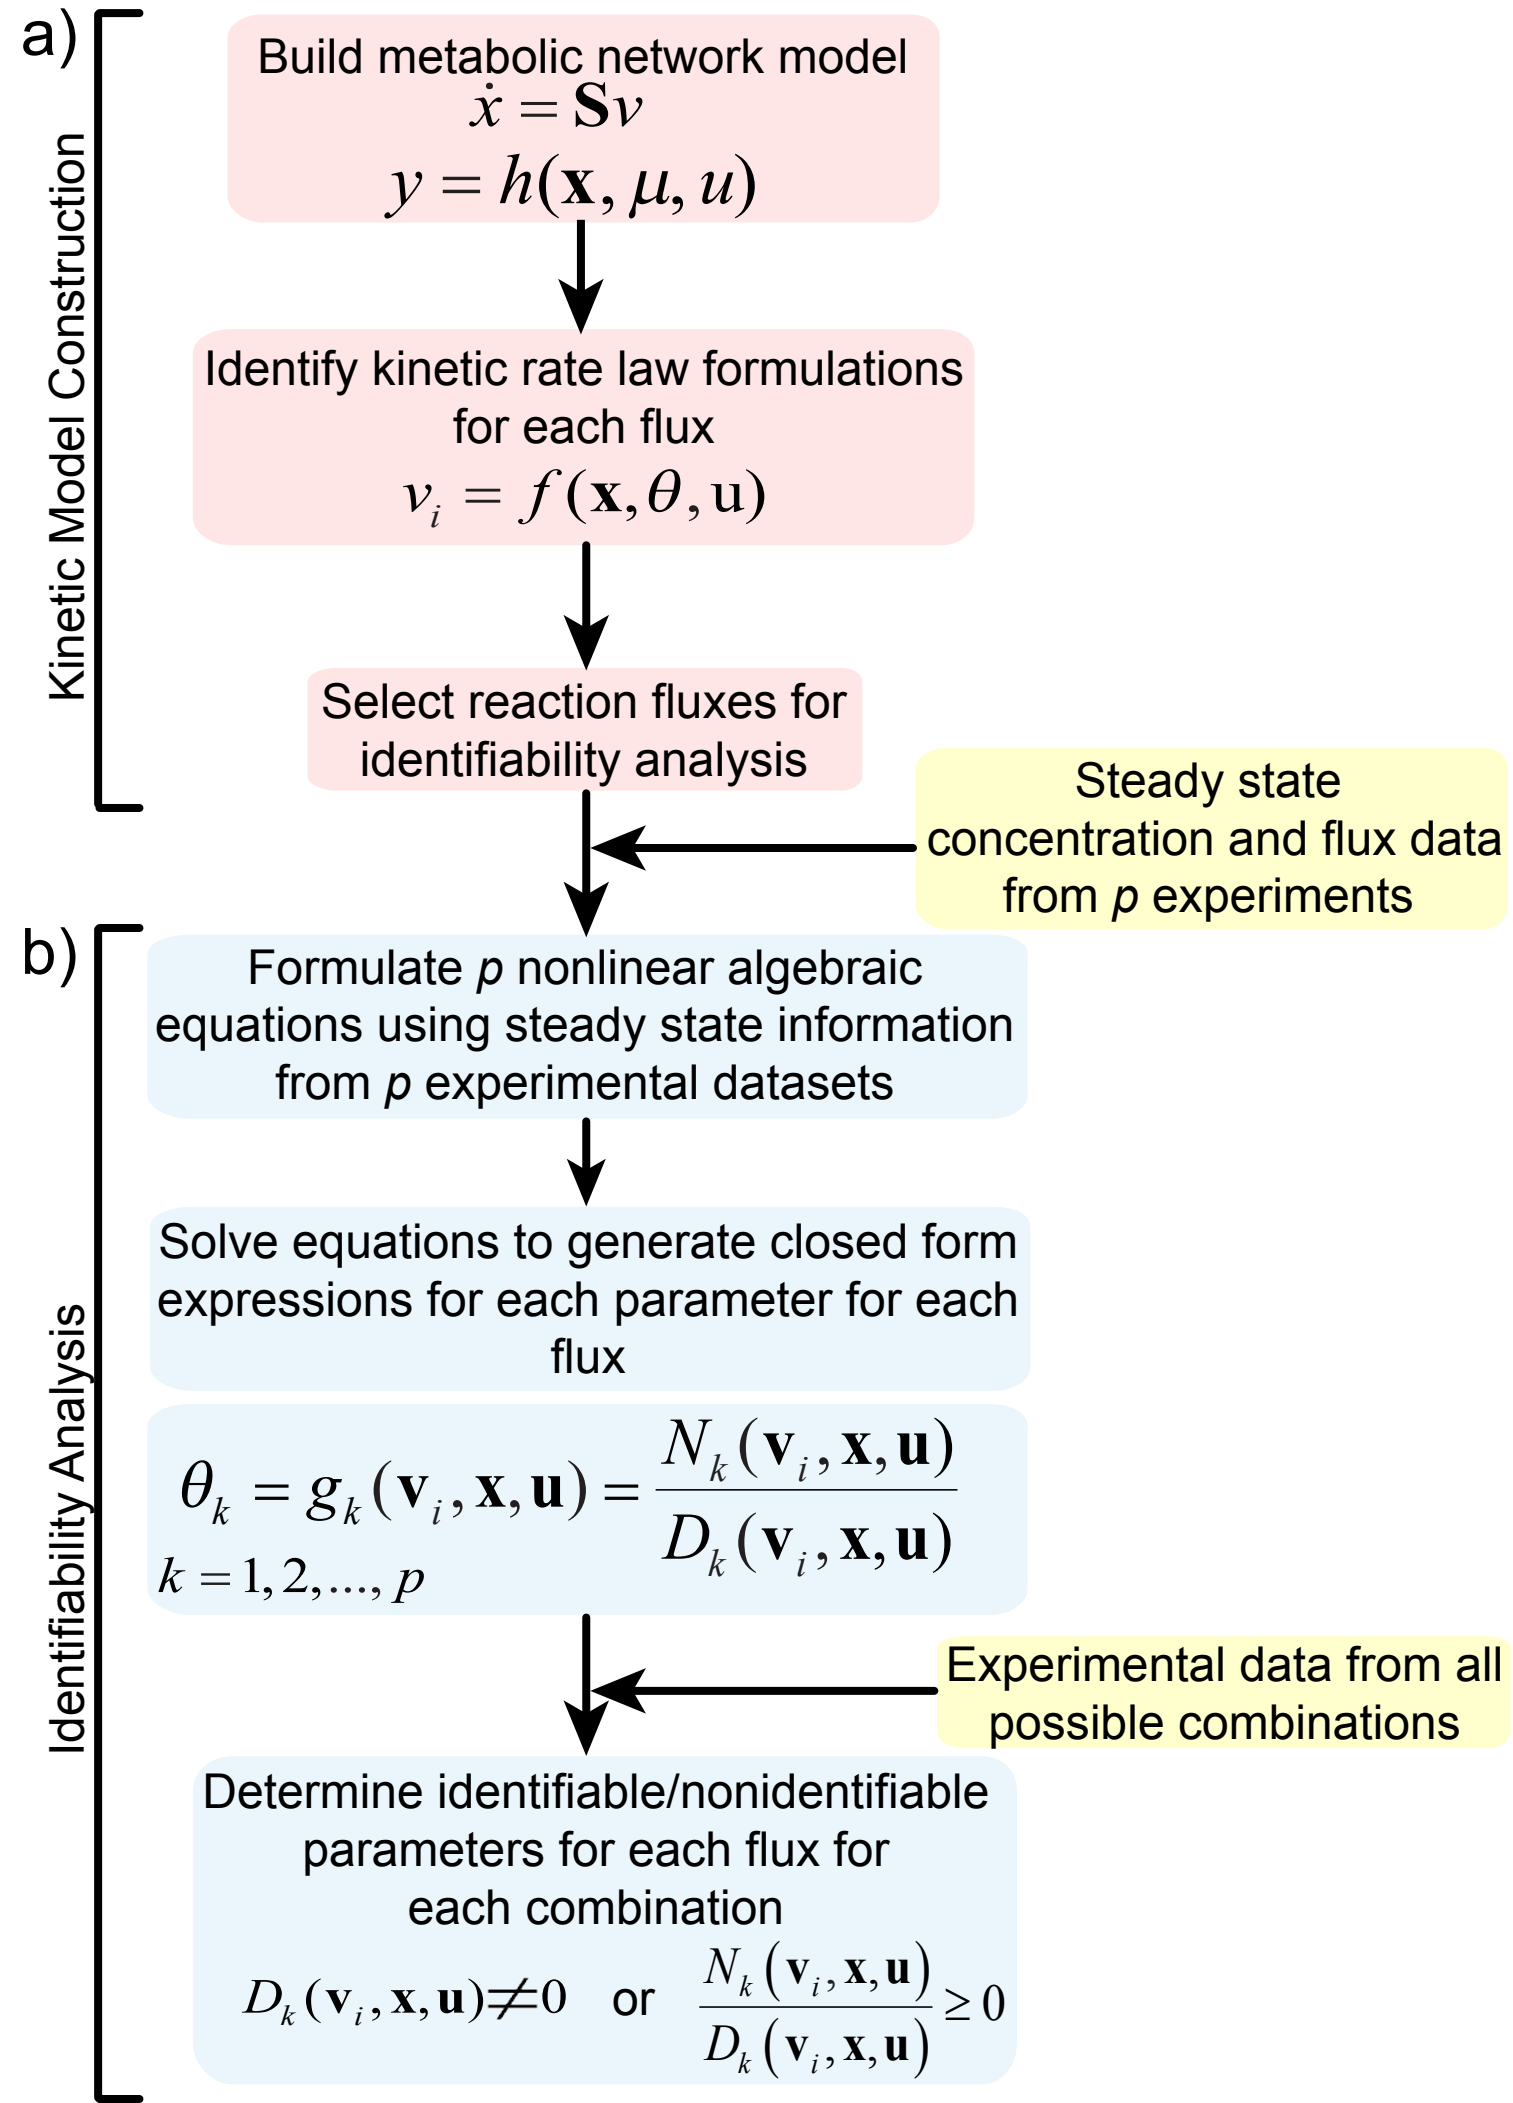 a)
Kinetic Model Construction
Build metabolic network model
ẋ = Sv
y = h(x, μ, u)
Identify kinetic rate law formulations
for each flux
v_i = f(x, θ, u)
Select reaction fluxes for
identifiability analysis
Steady state
concentration and flux data
from p experiments
b)
Identifiability Analysis
Formulate p nonlinear algebraic
equations using steady state information
from p experimental datasets
Solve equations to generate closed form
expressions for each parameter for each
flux
θ_k = g_k(v_i, x, u) = N_k(v_i, x, u) / D_k(v_i, x, u)
k = 1, 2, ..., p
Experimental data from all
possible combinations
Determine identifiable/nonidentifiable
parameters for each flux for
each combination
D_k(v_i, x, u) ≠ 0 or N_k(v_i, x, u) / D_k(v_i, x, u) ≥ 0